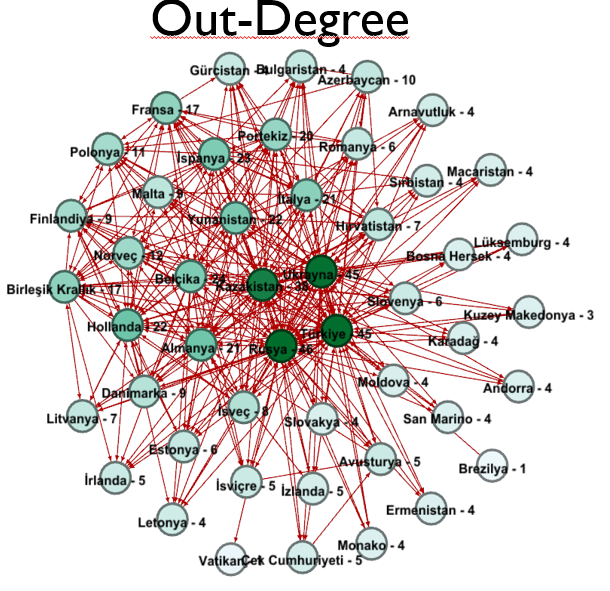 Out-Degree
Gürcistan - 4
Bulgaristan - 4
Azerbaycan - 10
Fransa - 17
Arnavutluk - 4
Portekiz - 20
Polonya - 11
İspanya - 23
Romanya - 6
Macaristan - 4
Malta - 9
İtalya - 21
Sırbistan - 4
Finlandiya - 9
Yunanistan - 22
Hırvatistan - 7
Lüksemburg - 4
Norveç - 12
Bosna Hersek - 4
Birleşik Krallık - 17
Belçika -
Kazakistan - 38
Ukrayna - 45
Slovenya - 6
Kuzey Makedonya - 3
Hollanda - 22
Almanya - 21
Rusya - 46
Türkiye - 45
Karadağ - 4
Danimarka - 9
Moldova - 4
Andorra - 4
Litvanya - 7
İsveç - 8
Slovakya - 4
San Marino - 4
Estonya - 6
Avusturya - 5
Brezilya - 1
İrlanda - 5
İsviçre - 5
İzlanda - 5
Letonya - 4
Ermenistan - 4
Vatikan
Çek Cumhuriyeti - 5
Monako - 4